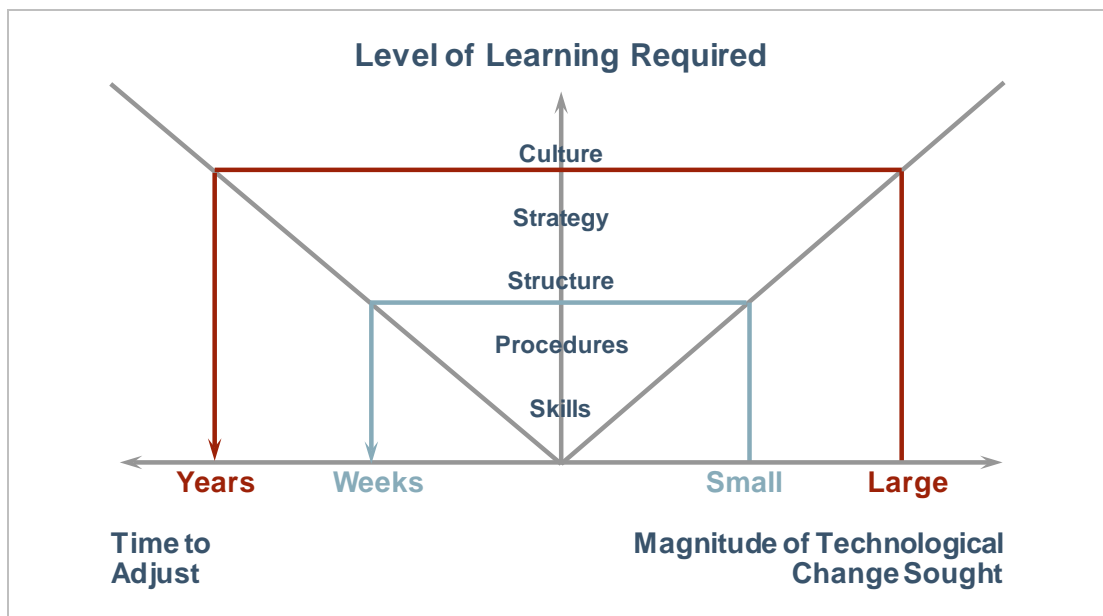 Level of Learning Required
Culture
Strategy
Structure
Procedures
Skills
Years
Weeks
Small
Large
Time to
Adjust
Magnitude of Technological
Change Sought